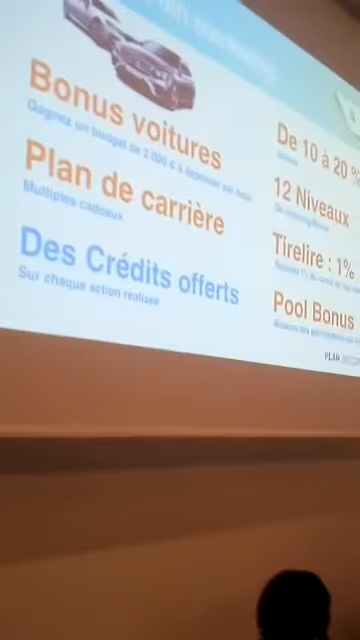 Bonus voitures
Gagnez un budget de 2.000 € à dépenser par mois
Plan de carrière
Multiples cadeaux
Des Crédits offerts
Sur chaque action réalisée
De 10 à 20 %
12 Niveaux
Tirelire : 1%
Pool Bonus
PLAN